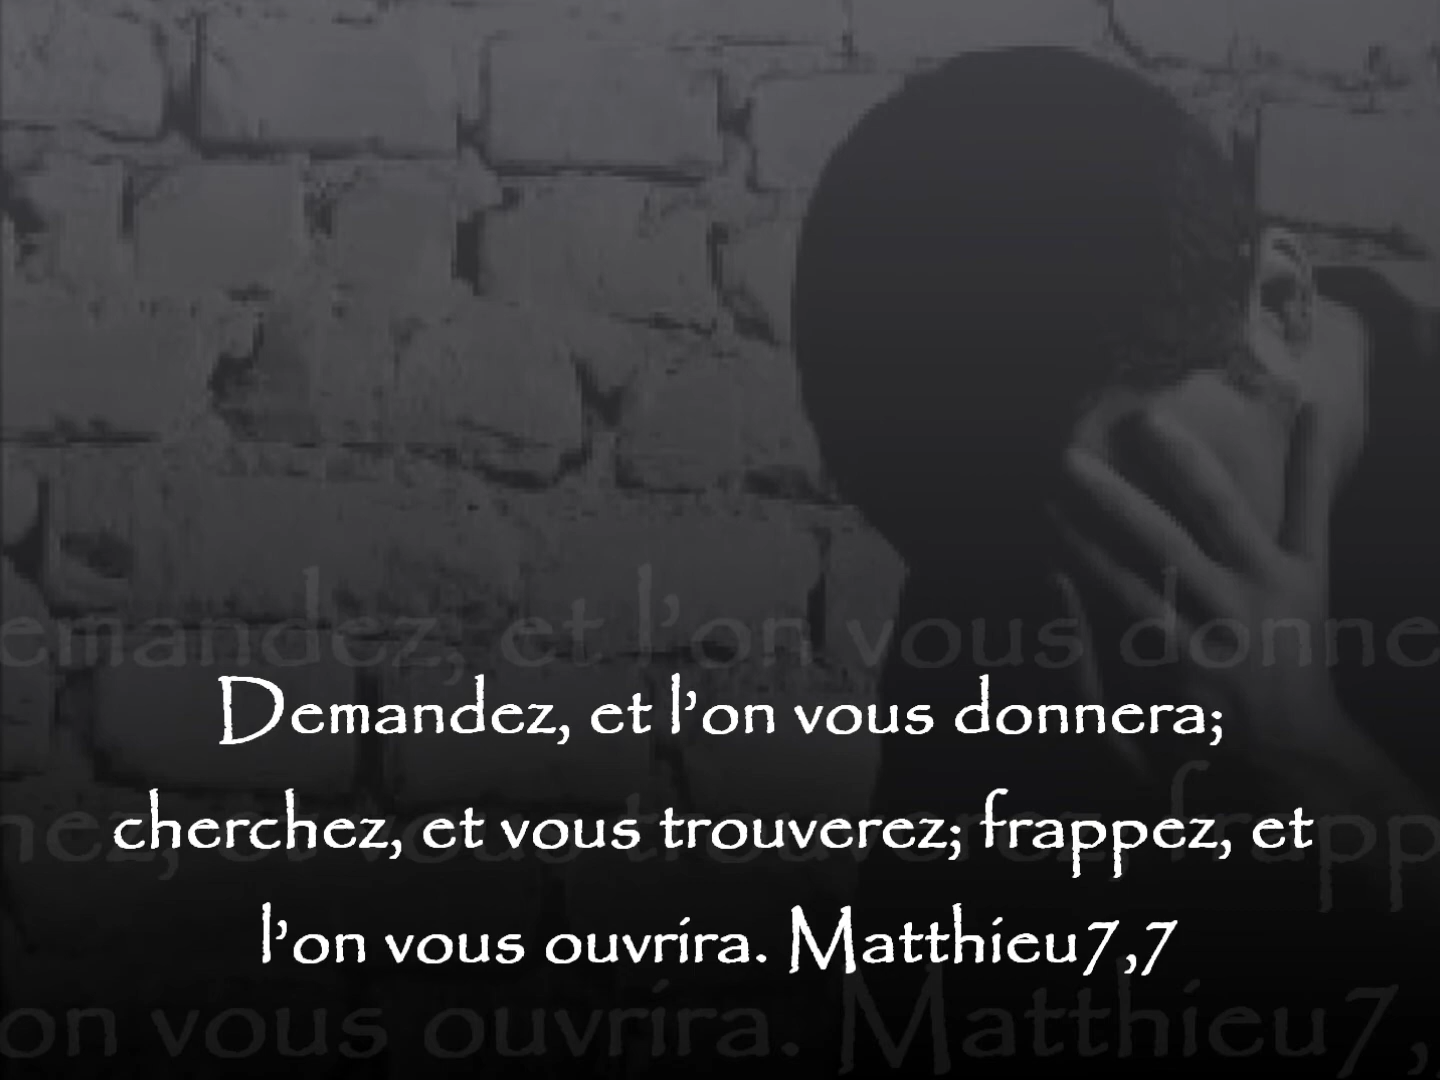 Demandez, et l'on vous donnera;
cherchez, et vous trouverez; frappez, et
l'on vous ouvrira. Matthieu7,7